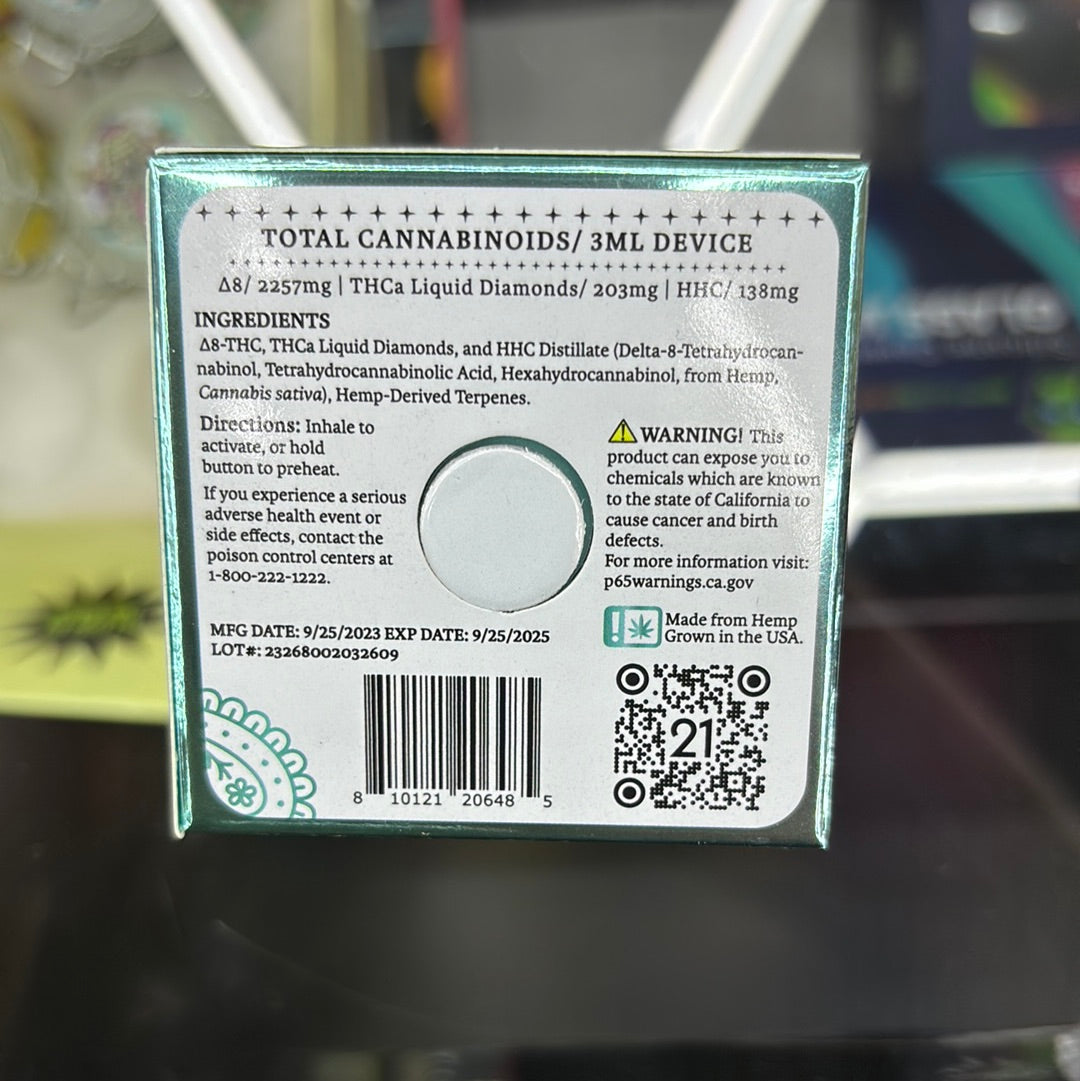 TOTAL CANNABINOIDS/ 3ML DEVICE
Δ8/ 2257mg | THCa Liquid Diamonds/ 203mg | HHC/ 138mg
INGREDIENTS
Δ8-THC, THCa Liquid Diamonds, and HHC Distillate (Delta-8-Tetrahydrocan-
nabinol, Tetrahydrocannabinolic Acid, Hexahydrocannabinol, from Hemp,
Cannabis sativa), Hemp-Derived Terpenes.
Directions: Inhale to
activate, or hold
button to preheat.
If you experience a serious
adverse health event or
side effects, contact the
poison control centers at
1-800-222-1222.
WARNING! This
product can expose you to
chemicals which are known
to the state of California to
cause cancer and birth
defects.
For more information visit:
p65warnings.ca.gov
Made from Hemp
Grown in the USA.
MFG DATE: 9/25/2023 EXP DATE: 9/25/2025
LOT#: 23268002032609
8 10121 20648 5
21